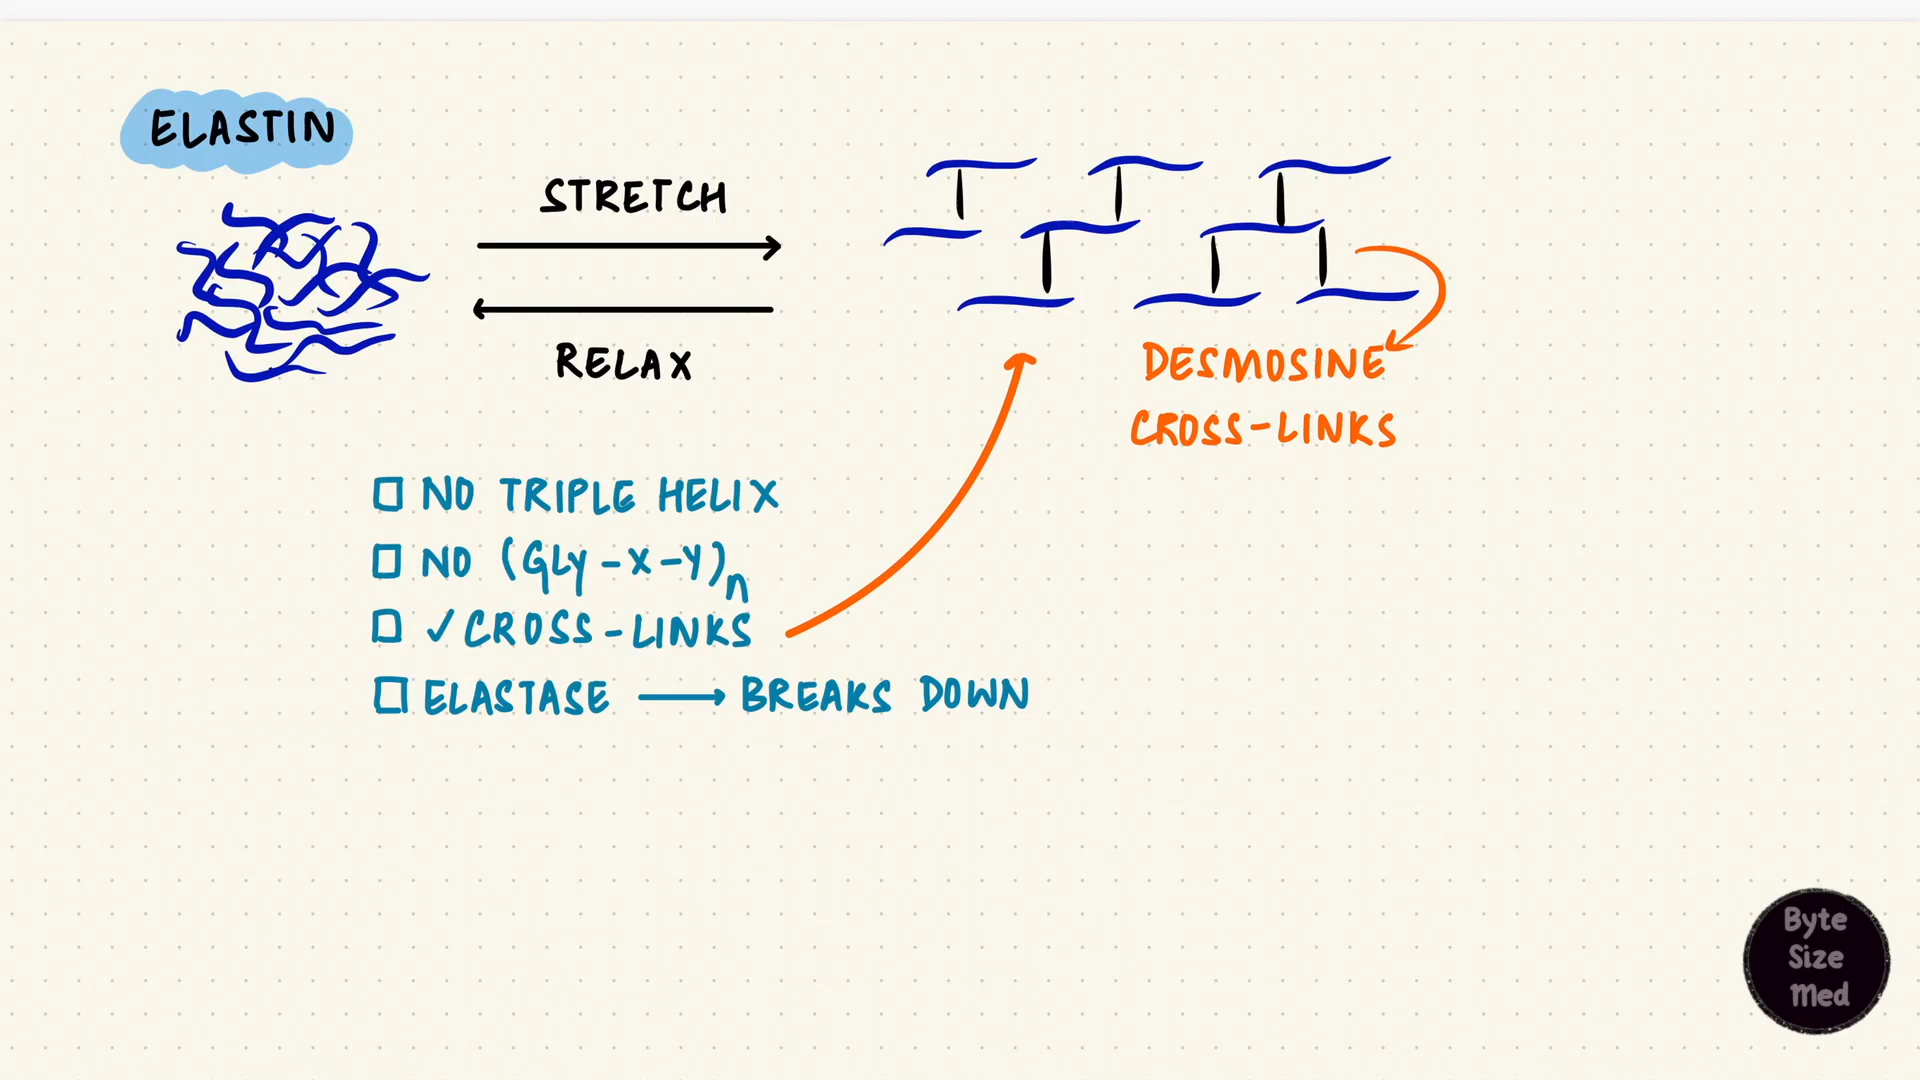 ELASTIN
STRETCH
RELAX
DESMOSINE
CROSS-LINKS
NO TRIPLE HELIX
NO (GLY-X-Y)n
✓CROSS-LINKS
ELASTASE → BREAKS DOWN
Byte
Size
Med